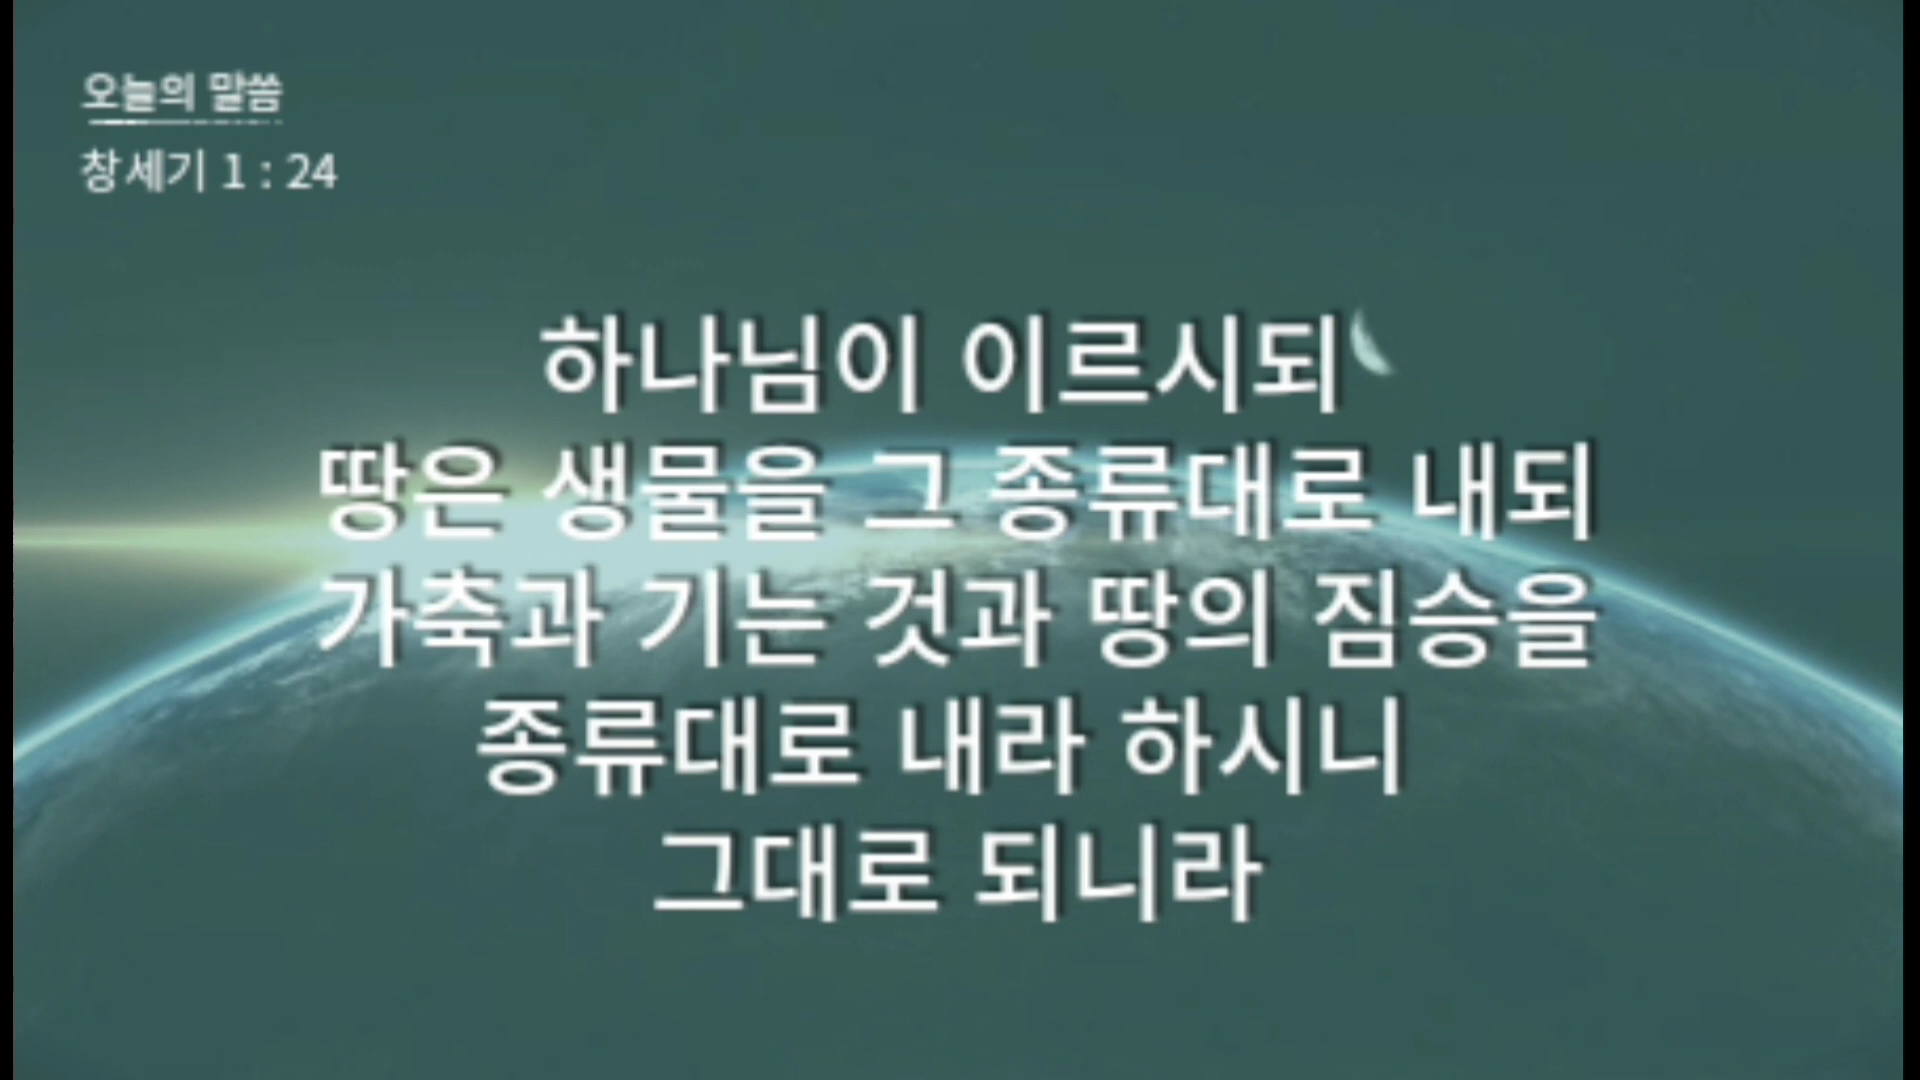 오늘의 말씀
창세기 1 : 24
하나님이 이르시되
땅은 생물을 그 종류대로 내되
가축과 기는 것과 땅의 짐승을
종류대로 내라 하시니
그대로 되니라